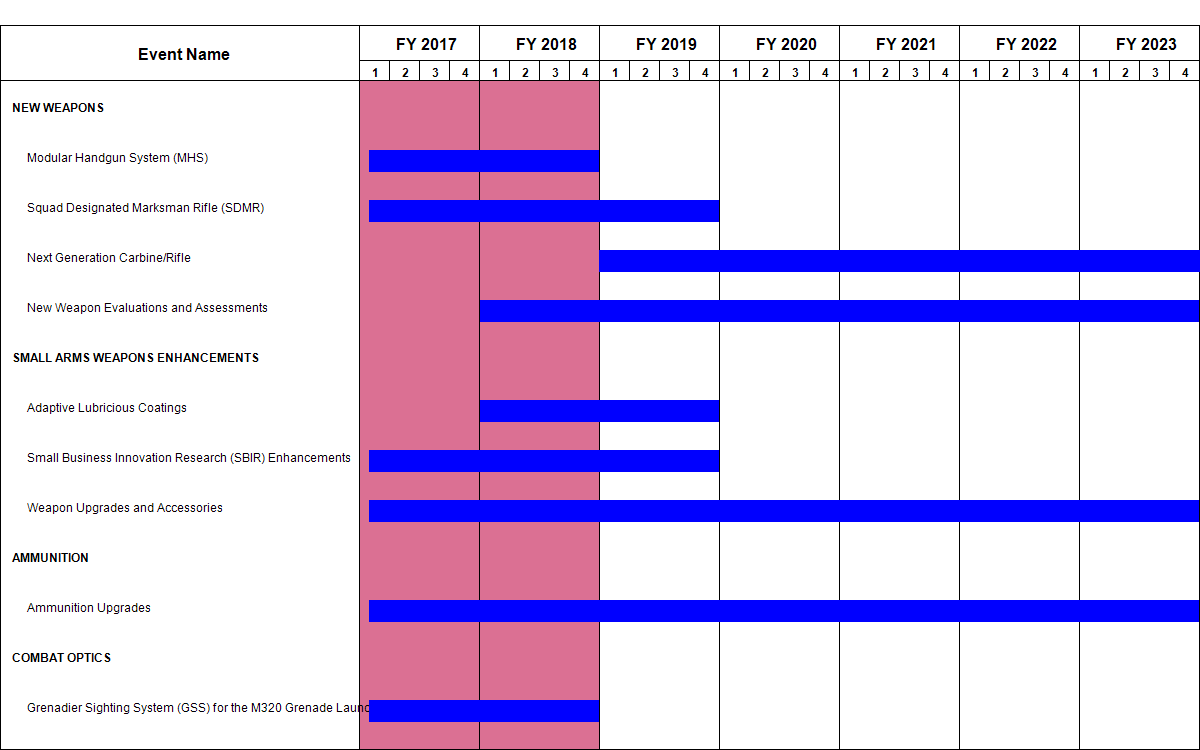 Event Name
FY 2017 FY 2018 FY 2019 FY 2020 FY 2021 FY 2022 FY 2023
1 2 3 4 1 2 3 4 1 2 3 4 1 2 3 4 1 2 3 4 1 2 3 4 1 2 3 4
NEW WEAPONS
Modular Handgun System (MHS)
Squad Designated Marksman Rifle (SDMR)
Next Generation Carbine/Rifle
New Weapon Evaluations and Assessments
SMALL ARMS WEAPONS ENHANCEMENTS
Adaptive Lubricious Coatings
Small Business Innovation Research (SBIR) Enhancements
Weapon Upgrades and Accessories
AMMUNITION
Ammunition Upgrades
COMBAT OPTICS
Grenadier Sighting System (GSS) for the M320 Grenade Launc